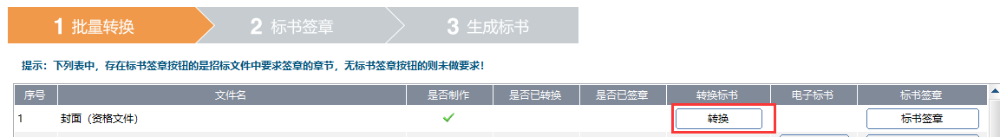 1 批量转换 2 标书签章 3 生成标书
提示：下列表中，存在标书签章按钮的是招标文件中要求签章的章节，无标书签章按钮的则未做要求！
序号 文件名 是否制作 是否已转换 是否已签章 转换标书 电子标书 标书签章
1 封面（资格文件） 转换 标书签章